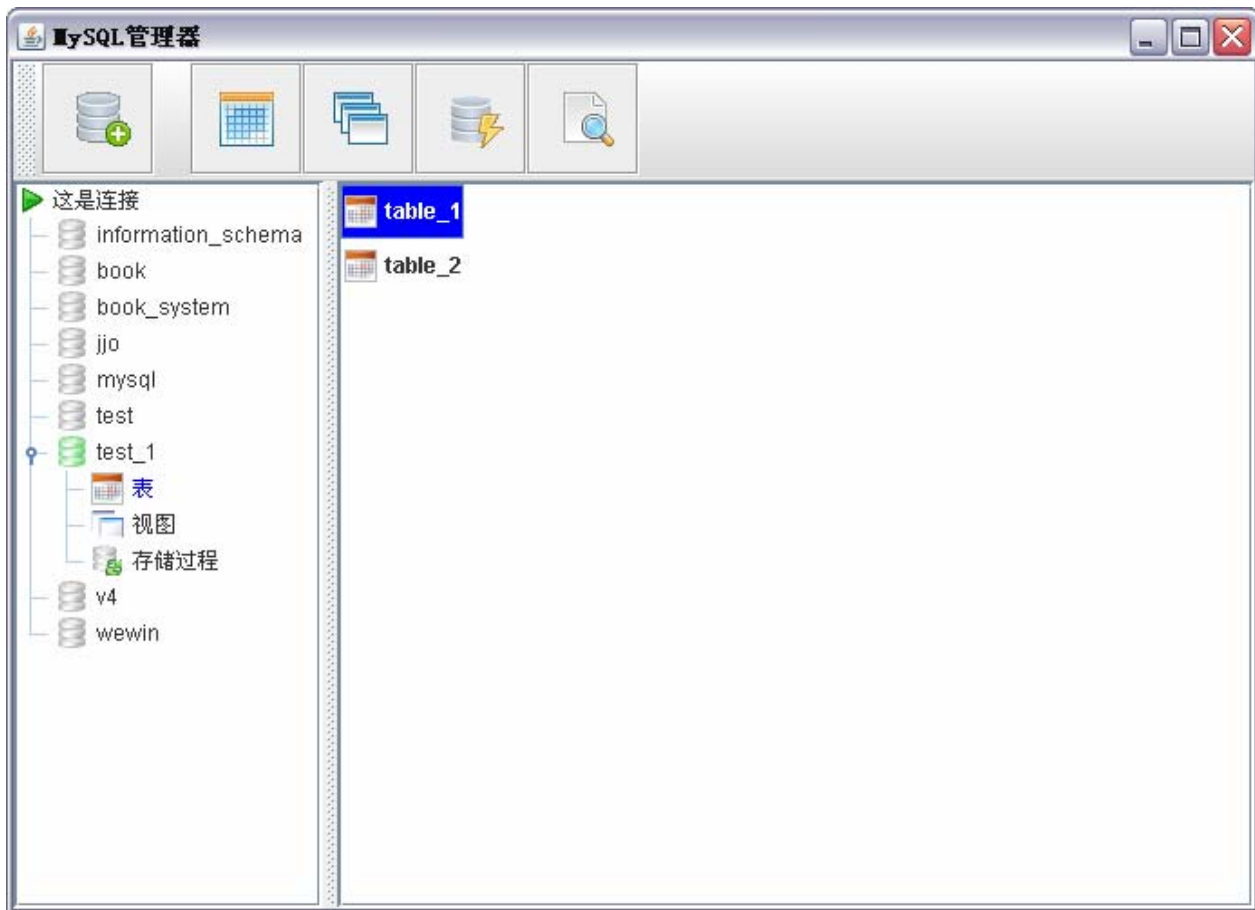 MySQL管理器
这是连接
information_schema
book
book_system
jjo
mysql
test
test_1
表
视图
存储过程
v4
wewin
table_1
table_2